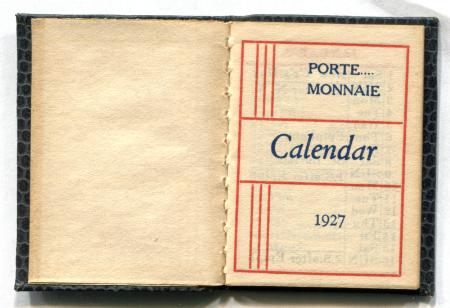 PORTE....
MONNAIE
Calendar
1927